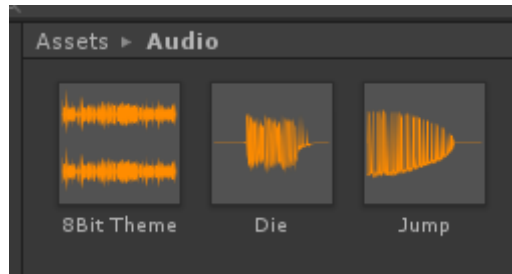 Assets ▸ Audio
8Bit Theme
Die
Jump